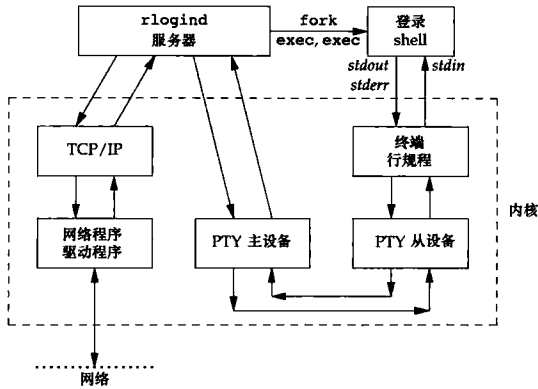 rlogind
服务器
fork
exec, exec
登录
shell
stdout
stderr
stdin
TCP/IP
终端
行规程
内核
网络程序
驱动程序
PTY 主设备
PTY 从设备
网络